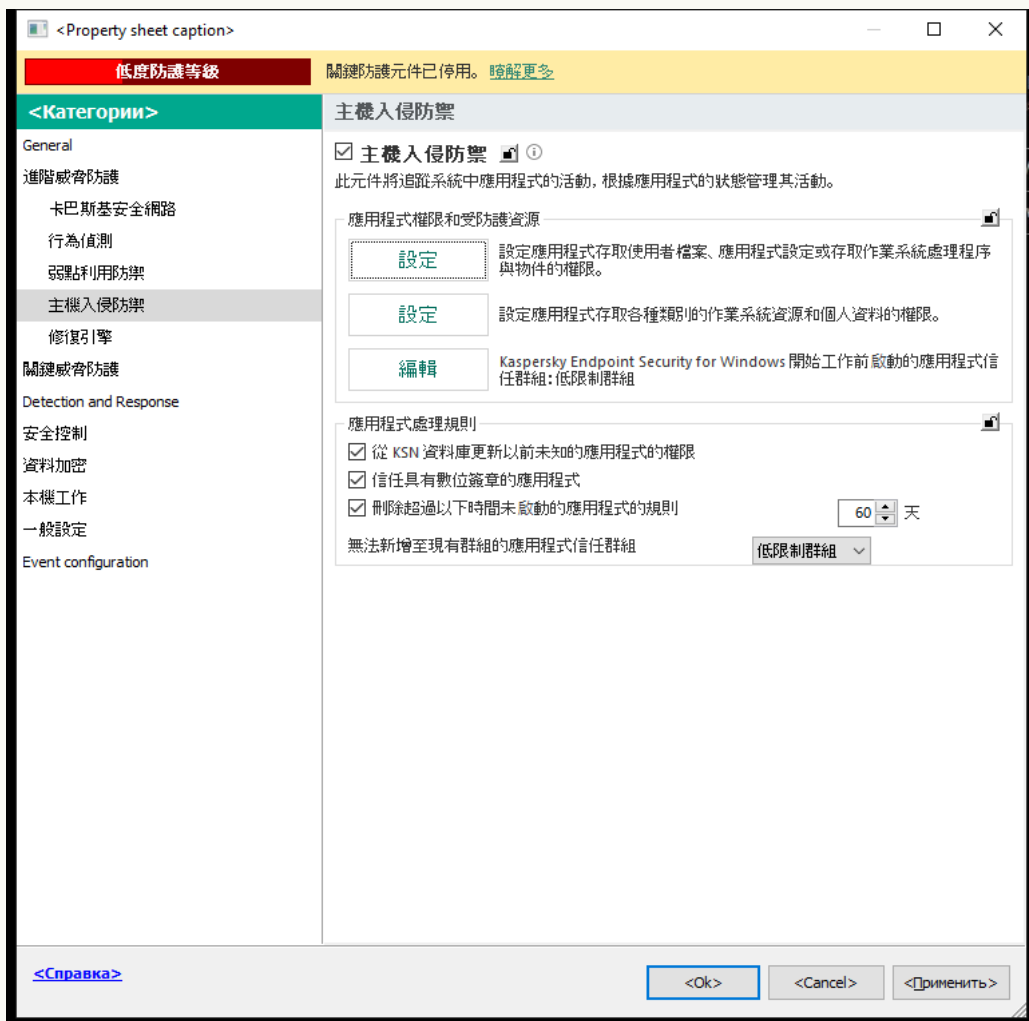 <Property sheet caption>
低度防護等級
關鍵防護元件已停用。 瞭解更多
<Категории>
General
進階威脅防護
卡巴斯基安全網路
行為偵測
弱點利用防禦
主機入侵防禦
修復引擎
關鍵威脅防護
Detection and Response
安全控制
資料加密
本機工作
一般設定
Event configuration
主機入侵防禦
主機入侵防禦
此元件將追蹤系統中應用程式的活動, 根據應用程式的狀態管理其活動。
應用程式權限和受防護資源
設定
設定應用程式存取使用者檔案、應用程式設定或存取作業系統處理程序
與物件的權限。
設定
設定應用程式存取各種類別的作業系統資源和個人資料的權限。
編輯
Kaspersky Endpoint Security for Windows 開始工作前啟動的應用程式信
任群組: 低限制群組
應用程式處理規則
從 KSN 資料庫更新以前未知的應用程式的權限
信任具有數位簽章的應用程式
刪除超過以下時間未啟動的應用程式的規則
60 天
無法新增至現有群組的應用程式信任群組
低限制群組
<Справка>
<Ok>
<Cancel>
<Применить>